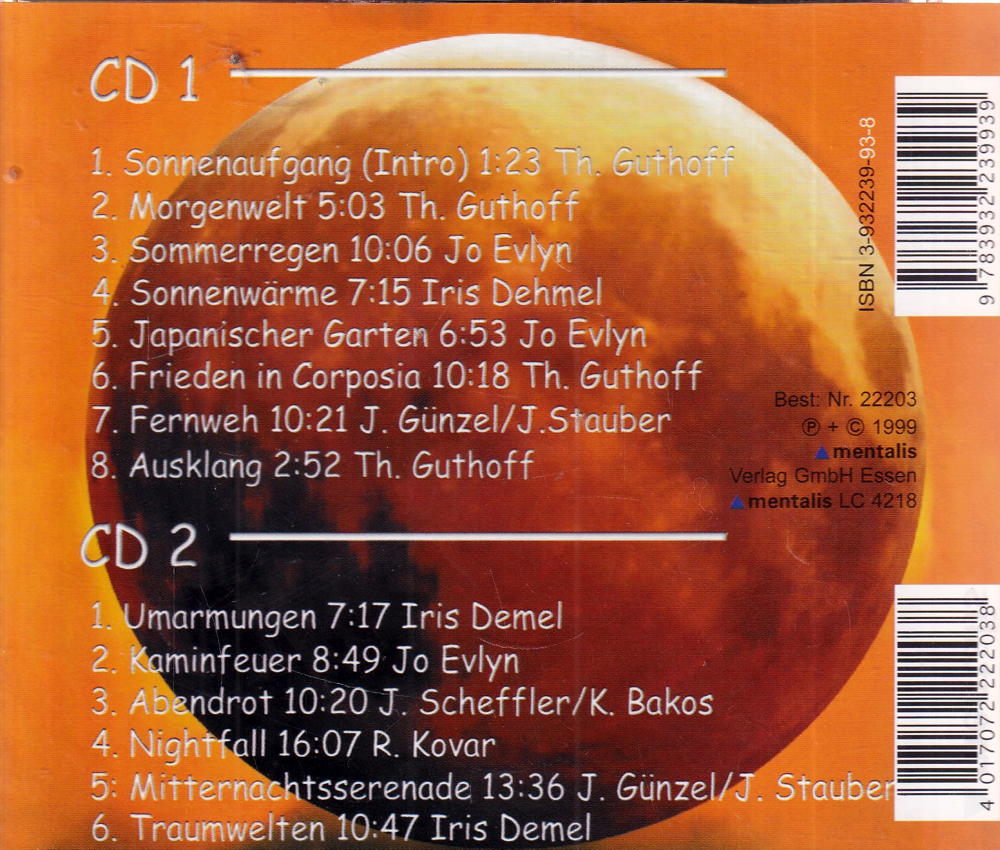 CD 1
1. Sonnenaufgang (Intro) 1:23 Th. Guthoff
2. Morgenwelt 5:03 Th. Guthoff
3. Sommerregen 10:06 Jo Evlyn
4. Sonnenwärme 7:15 Iris Dehmel
5. Japanischer Garten 6:53 Jo Evlyn
6. Frieden in Corposia 10:18 Th. Guthoff
7. Fernweh 10:21 J. Günzel/J.Stauber
8. Ausklang 2:52 Th. Guthoff
ISBN 3-932239-93-8
9 783932 239939
Best: Nr. 22203
℗ + © 1999
mentalis
Verlag GmbH Essen
mentalis LC 4218
CD 2
1. Umarmungen 7:17 Iris Demel
2. Kaminfeuer 8:49 Jo Evlyn
3. Abendrot 10:20 J. Scheffler/K. Bakos
4. Nightfall 16:07 R. Kovar
5: Mitternachtsserenade 13:36 J. Günzel/J. Stauber
6. Traumwelten 10:47 Iris Demel
4 017072 222038